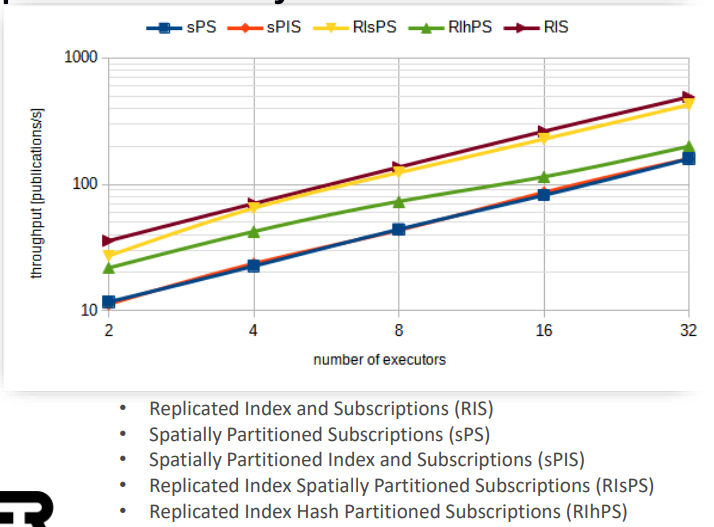 sPS sPIS RIsPS RIhPS RIS
1000
100
10
throughput [publications/s]
2 4 8 16 32
number of executors
• Replicated Index and Subscriptions (RIS)
• Spatially Partitioned Subscriptions (sPS)
• Spatially Partitioned Index and Subscriptions (sPIS)
• Replicated Index Spatially Partitioned Subscriptions (RIsPS)
• Replicated Index Hash Partitioned Subscriptions (RIhPS)